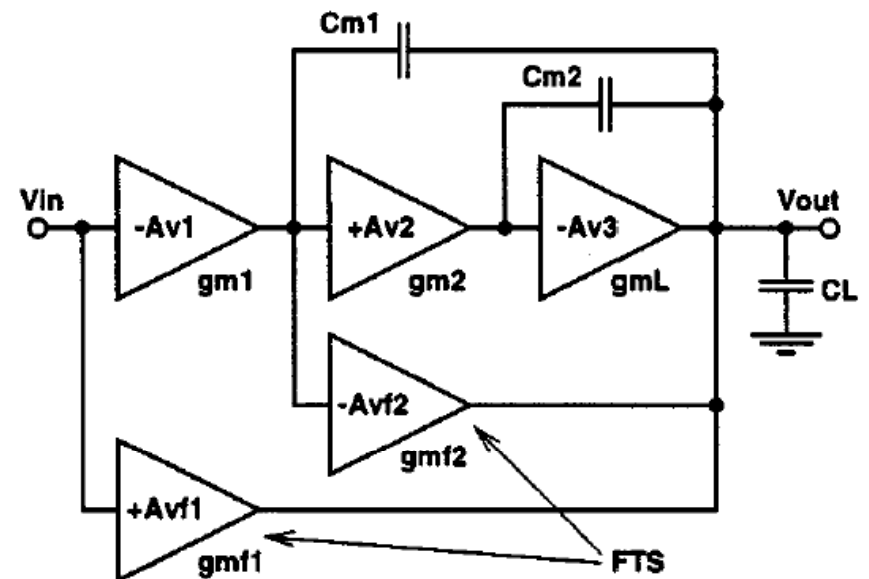 Cm1
Cm2
Vin
-Av1
+Av2
-Av3
Vout
gm1
gm2
gmL
CL
-Avf2
gmf2
+Avf1
gmf1
FTS